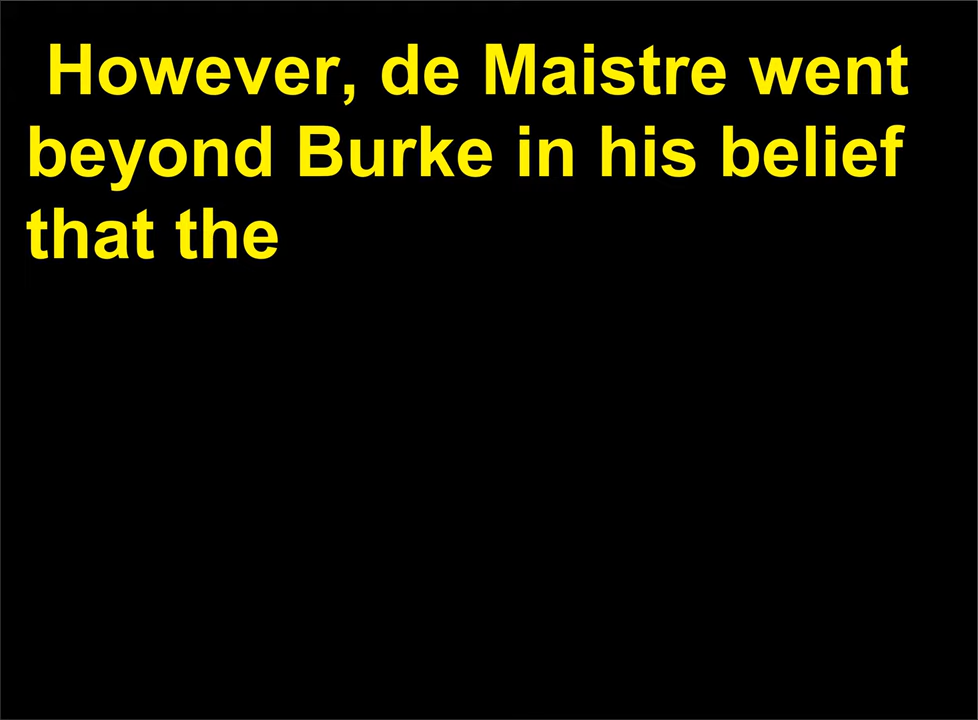 However, de Maistre went
beyond Burke in his belief
that the